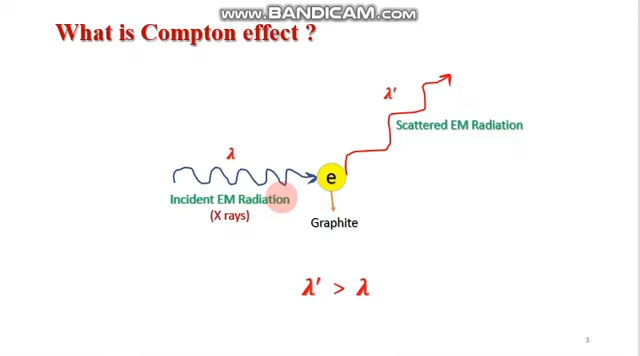 WWW.BANDICAM.COM
What is Compton effect ?
λ'
Scattered EM Radiation
λ
e
Incident EM Radiation
(X rays)
Graphite
λ' > λ
3